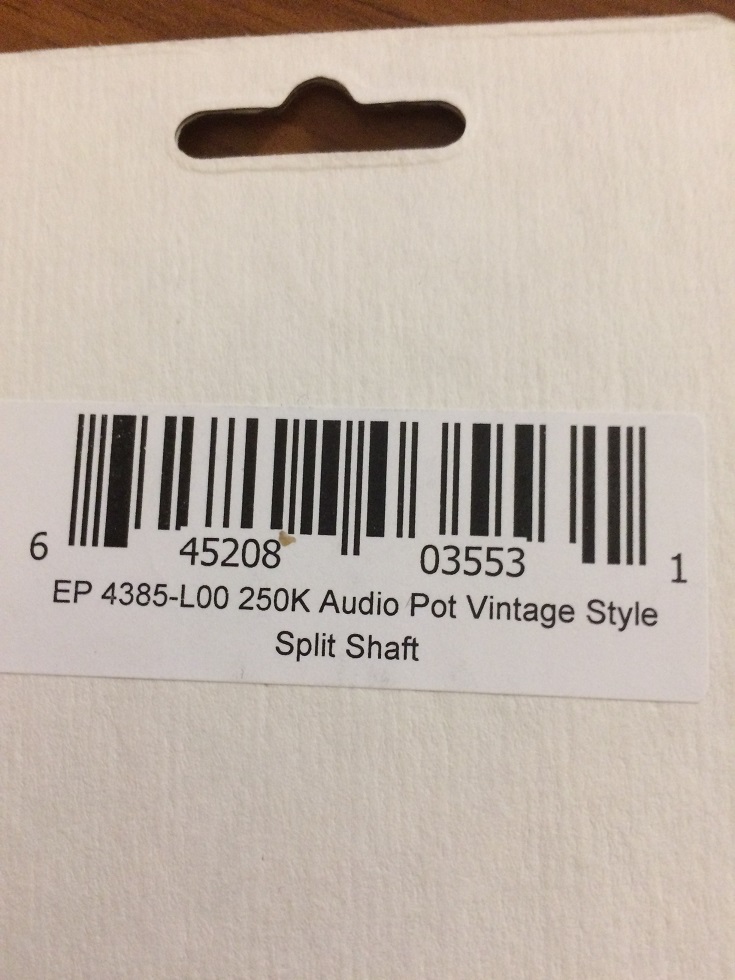 6 45208 03553 1
EP 4385-L00 250K Audio Pot Vintage Style
Split Shaft